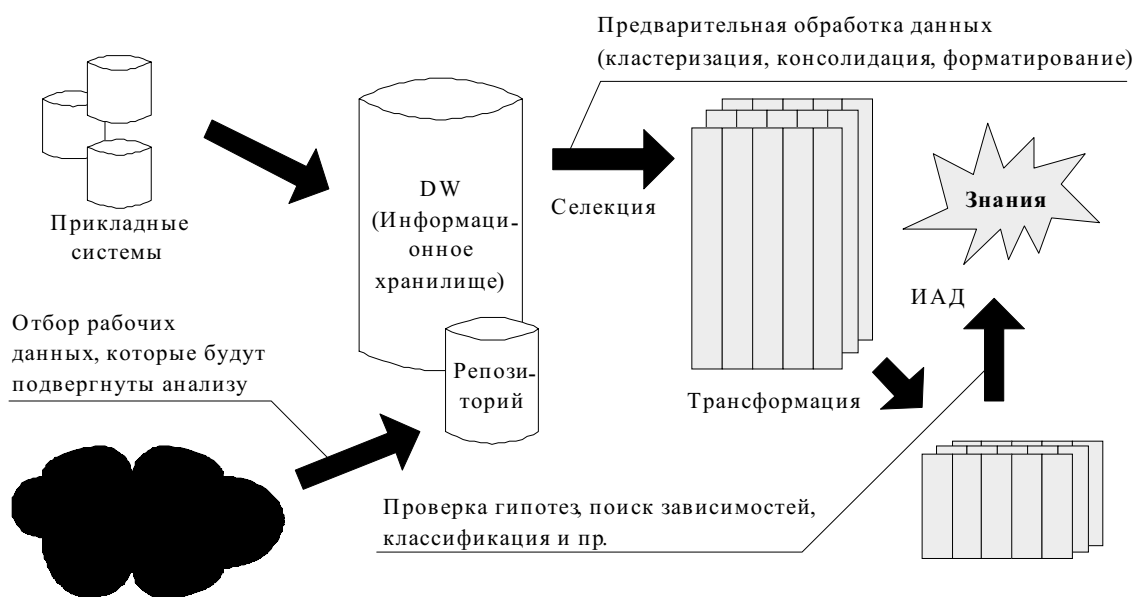 Предварительная обработка данных
(кластеризация, консолидация, форматирование)
Прикладные
системы
DW
(Информаци-
онное
хранилище)
Селекция
Знания
ИАД
Отбор рабочих
данных, которые будут
подвергнуты анализу
Репози-
торий
Трансформация
Проверка гипотез, поиск зависимостей,
классификация и пр.